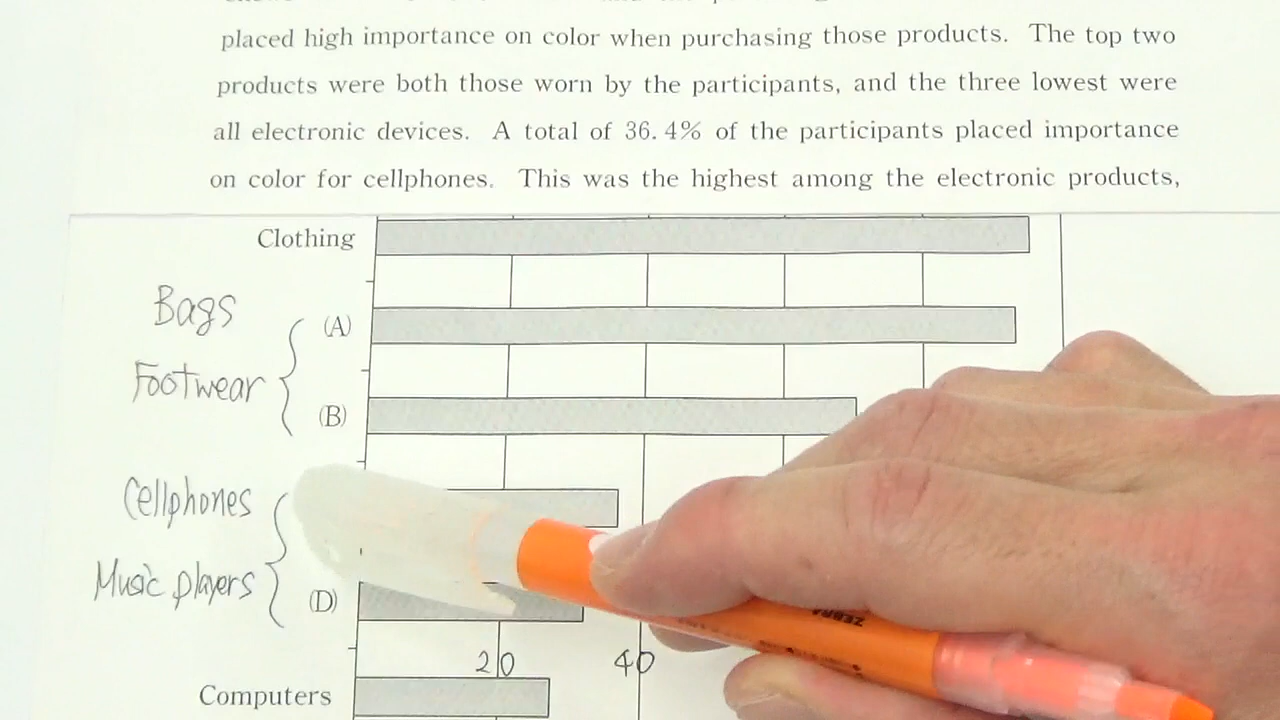 placed high importance on color when purchasing those products. The top two
products were both those worn by the participants, and the three lowest were
all electronic devices. A total of 36.4% of the participants placed importance
on color for cellphones. This was the highest among the electronic products,
Clothing
Bags
(A)
Footwear
(B)
Cellphones
Music players
(D)
20 40
Computers
ZEBRA